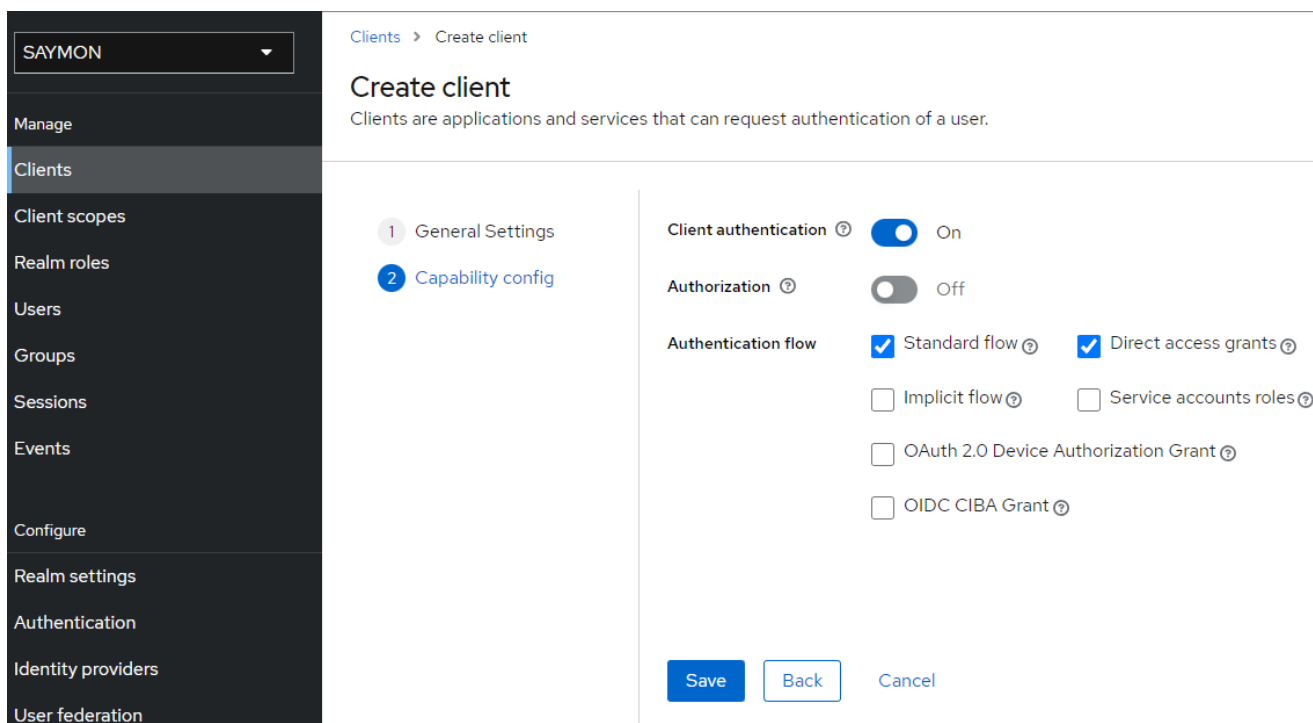 SAYMON
Manage
Clients
Client scopes
Realm roles
Users
Groups
Sessions
Events
Configure
Realm settings
Authentication
Identity providers
User federation
Clients > Create client
Create client
Clients are applications and services that can request authentication of a user.
1 General Settings
2 Capability config
Client authentication ? On
Authorization ? Off
Authentication flow Standard flow ? Direct access grants ?
Implicit flow ? Service accounts roles ?
OAuth 2.0 Device Authorization Grant ?
OIDC CIBA Grant ?
Save Back Cancel